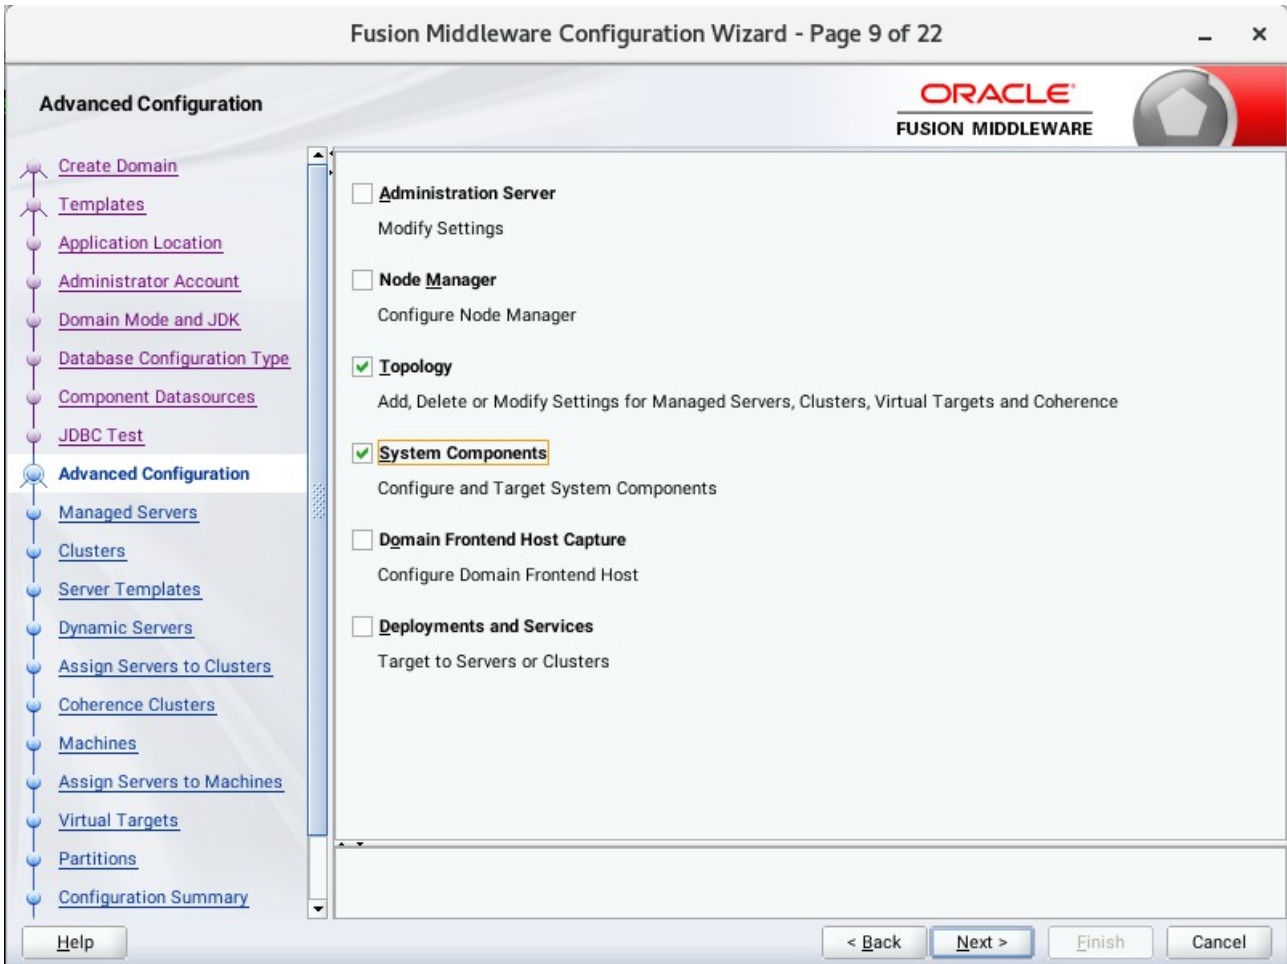 Fusion Middleware Configuration Wizard - Page 9 of 22
Advanced Configuration
ORACLE
FUSION MIDDLEWARE
Create Domain
Templates
Application Location
Administrator Account
Domain Mode and JDK
Database Configuration Type
Component Datasources
JDBC Test
Advanced Configuration
Managed Servers
Clusters
Server Templates
Dynamic Servers
Assign Servers to Clusters
Coherence Clusters
Machines
Assign Servers to Machines
Virtual Targets
Partitions
Configuration Summary
Administration Server
Modify Settings
Node Manager
Configure Node Manager
Topology
Add, Delete or Modify Settings for Managed Servers, Clusters, Virtual Targets and Coherence
System Components
Configure and Target System Components
Domain Frontend Host Capture
Configure Domain Frontend Host
Deployments and Services
Target to Servers or Clusters
Help
< Back
Next >
Finish
Cancel